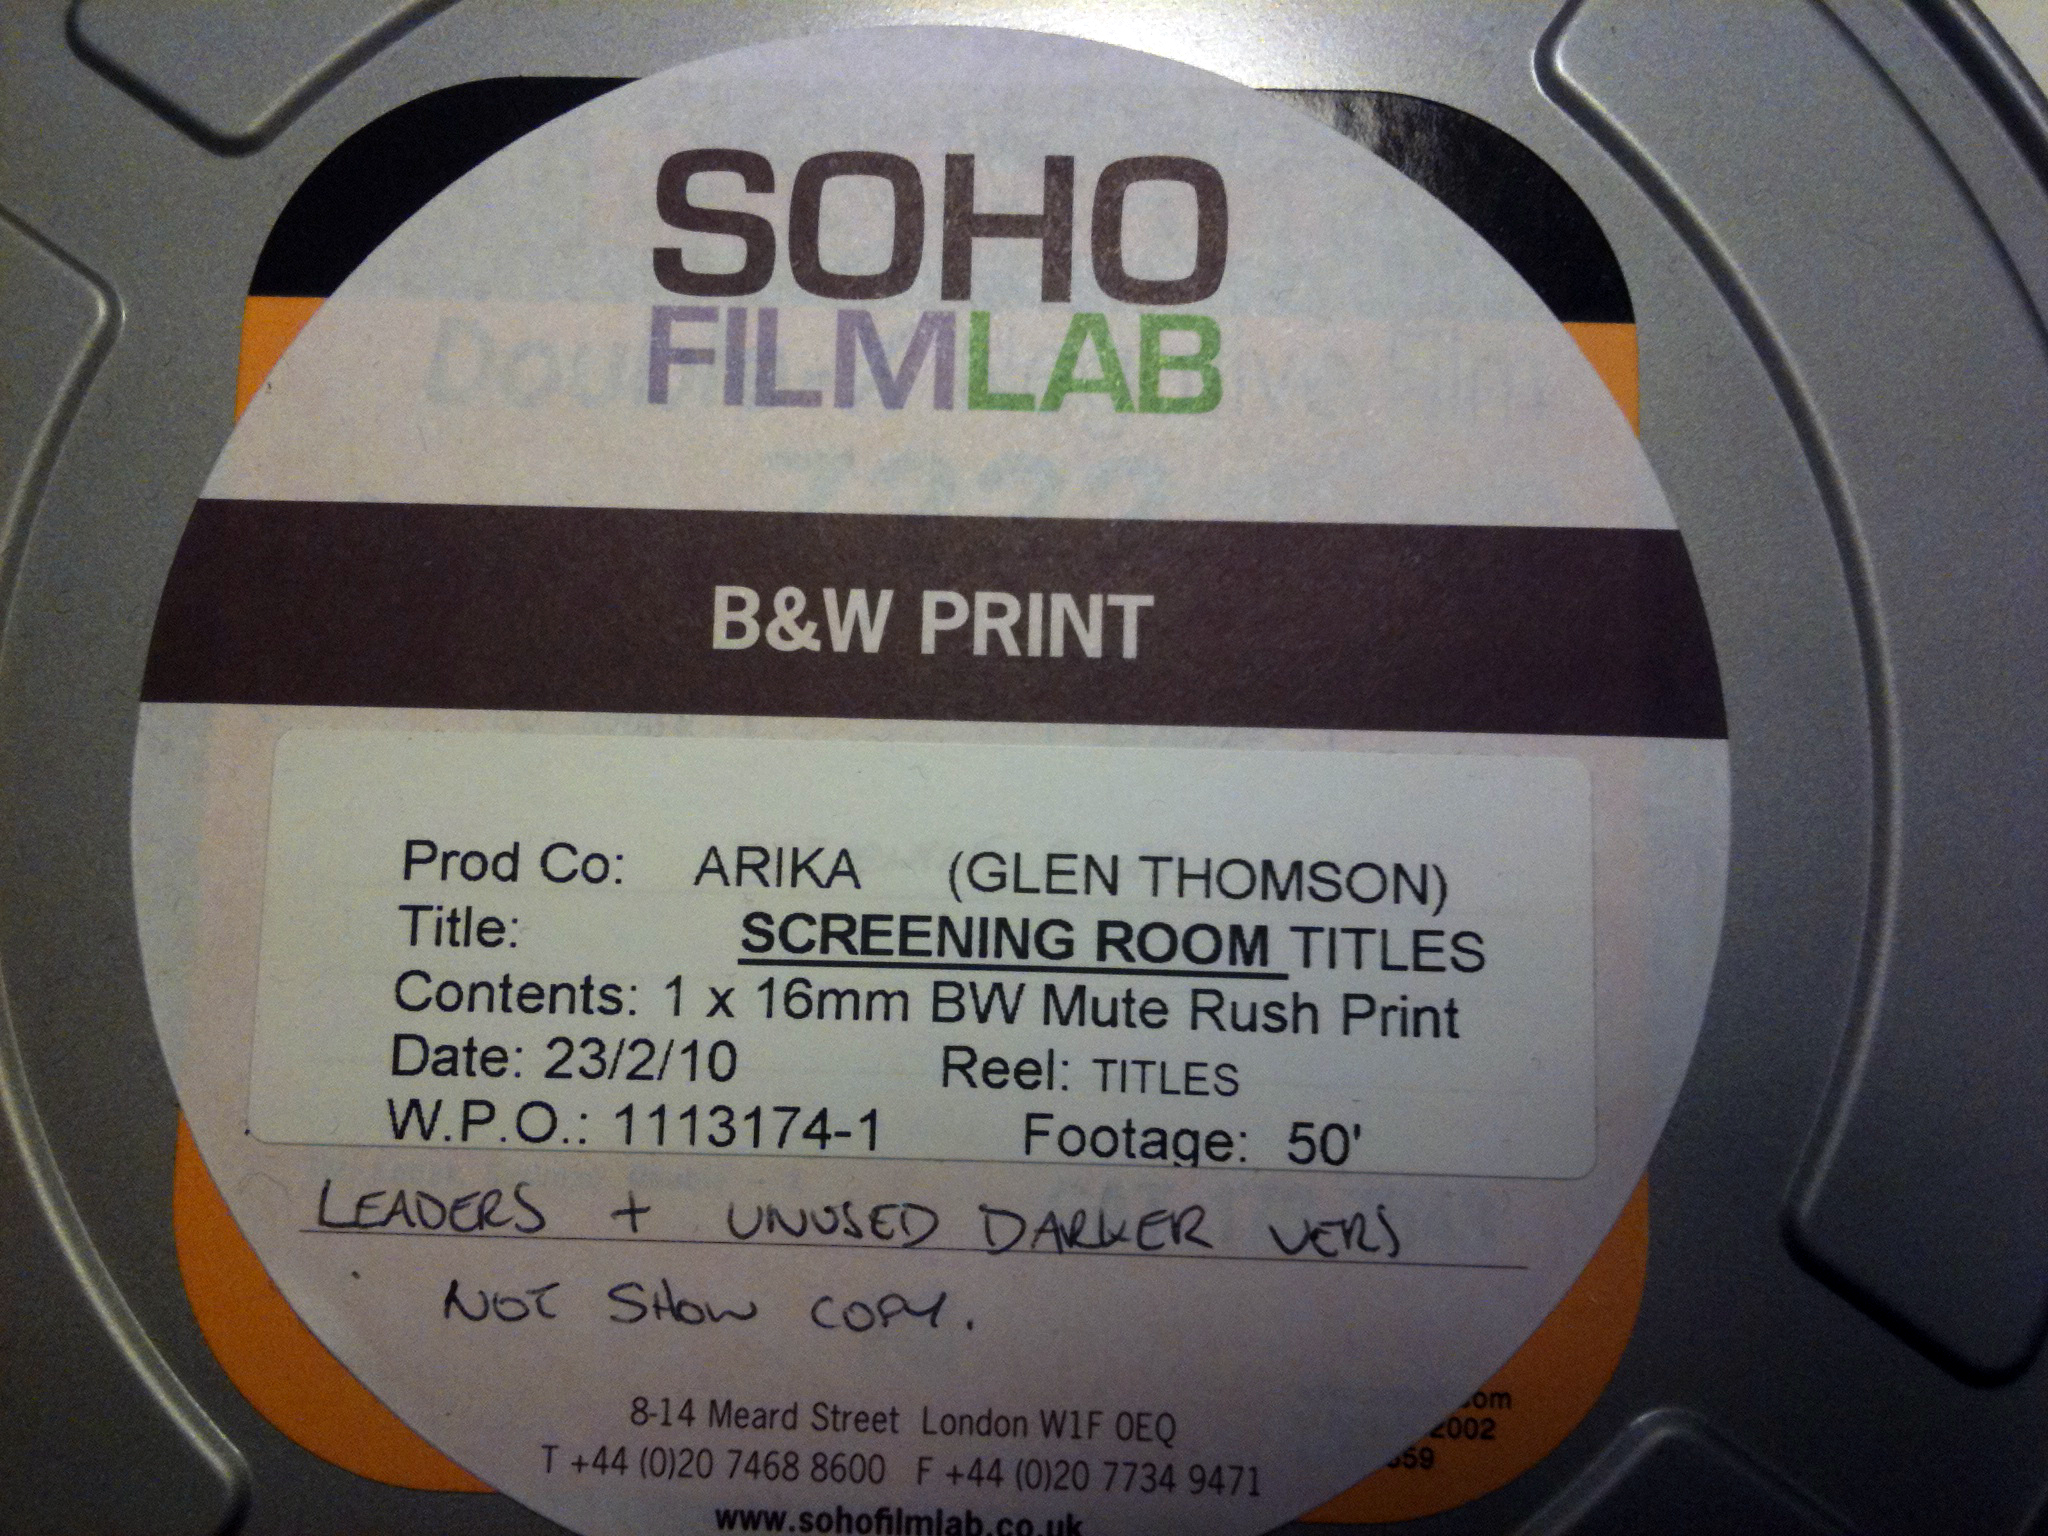 SOHO
FILMLAB
B&W PRINT
Prod Co: ARIKA (GLEN THOMSON)
Title: SCREENING ROOM TITLES
Contents: 1 x 16mm BW Mute Rush Print
Date: 23/2/10 Reel: TITLES
W.P.O.: 1113174-1 Footage: 50'
LEADERS + UNUSED DARKER VERS
NOT SHOW COPY.
8-14 Meard Street London W1F 0EQ
T +44 (0)20 7468 8600 F +44 (0)20 7734 9471
www.sohofilmlab.co.uk
om
2002
559